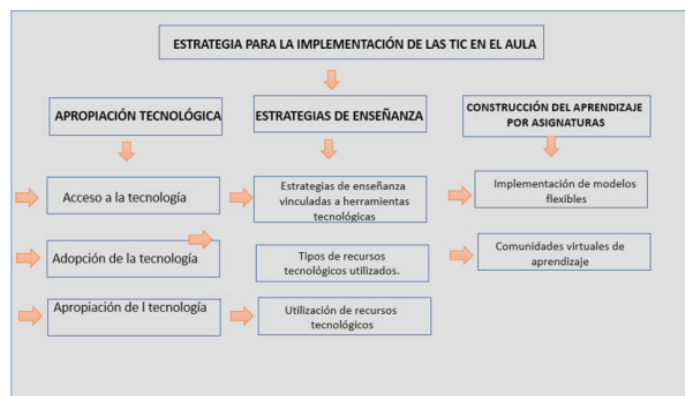 ESTRATEGIA PARA LA IMPLEMENTACIÓN DE LAS TIC EN EL AULA
APROPIACIÓN TECNOLÓGICA
ESTRATEGIAS DE ENSEÑANZA
CONSTRUCCIÓN DEL APRENDIZAJE
POR ASIGNATURAS
Acceso a la tecnología
Estrategias de enseñanza
vinculadas a herramientas
tecnológicas
Implementación de modelos
flexibles
Adopción de la tecnología
Tipos de recursos
tecnológicos utilizados.
Comunidades virtuales de
aprendizaje
Apropiación de l tecnología
Utilización de recursos
tecnológicos